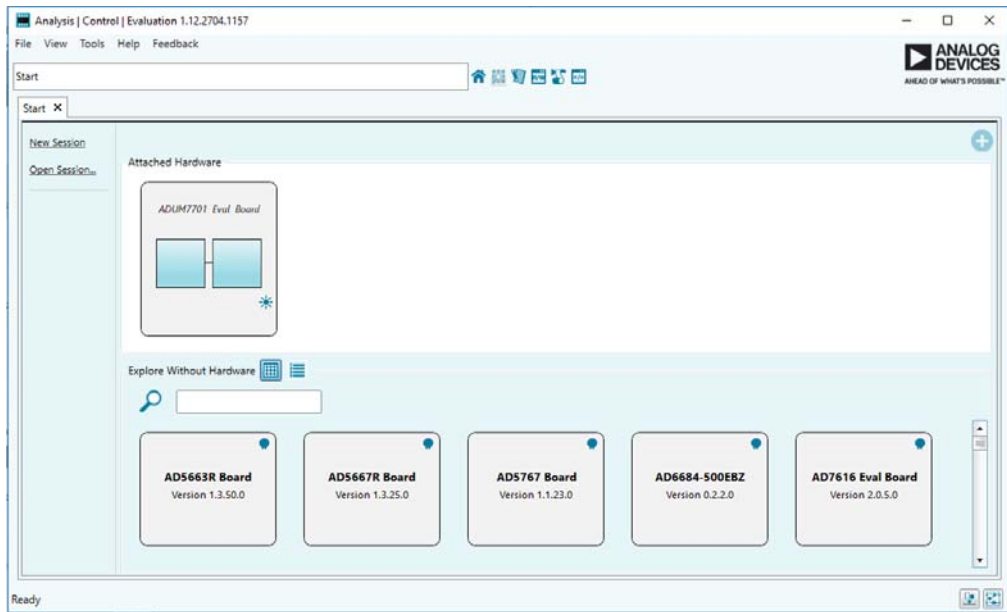 Analysis | Control | Evaluation 1.12.2704.1157
File View Tools Help Feedback
ANALOG
DEVICES
AHEAD OF WHAT'S POSSIBLE™
Start
Start
New Session
Open Session...
Attached Hardware
ADUM7701 Eval Board
Explore Without Hardware
AD5663R Board
Version 1.3.50.0
AD5667R Board
Version 1.3.25.0
AD5767 Board
Version 1.1.23.0
AD6684-500EBZ
Version 0.2.2.0
AD7616 Eval Board
Version 2.0.5.0
Ready